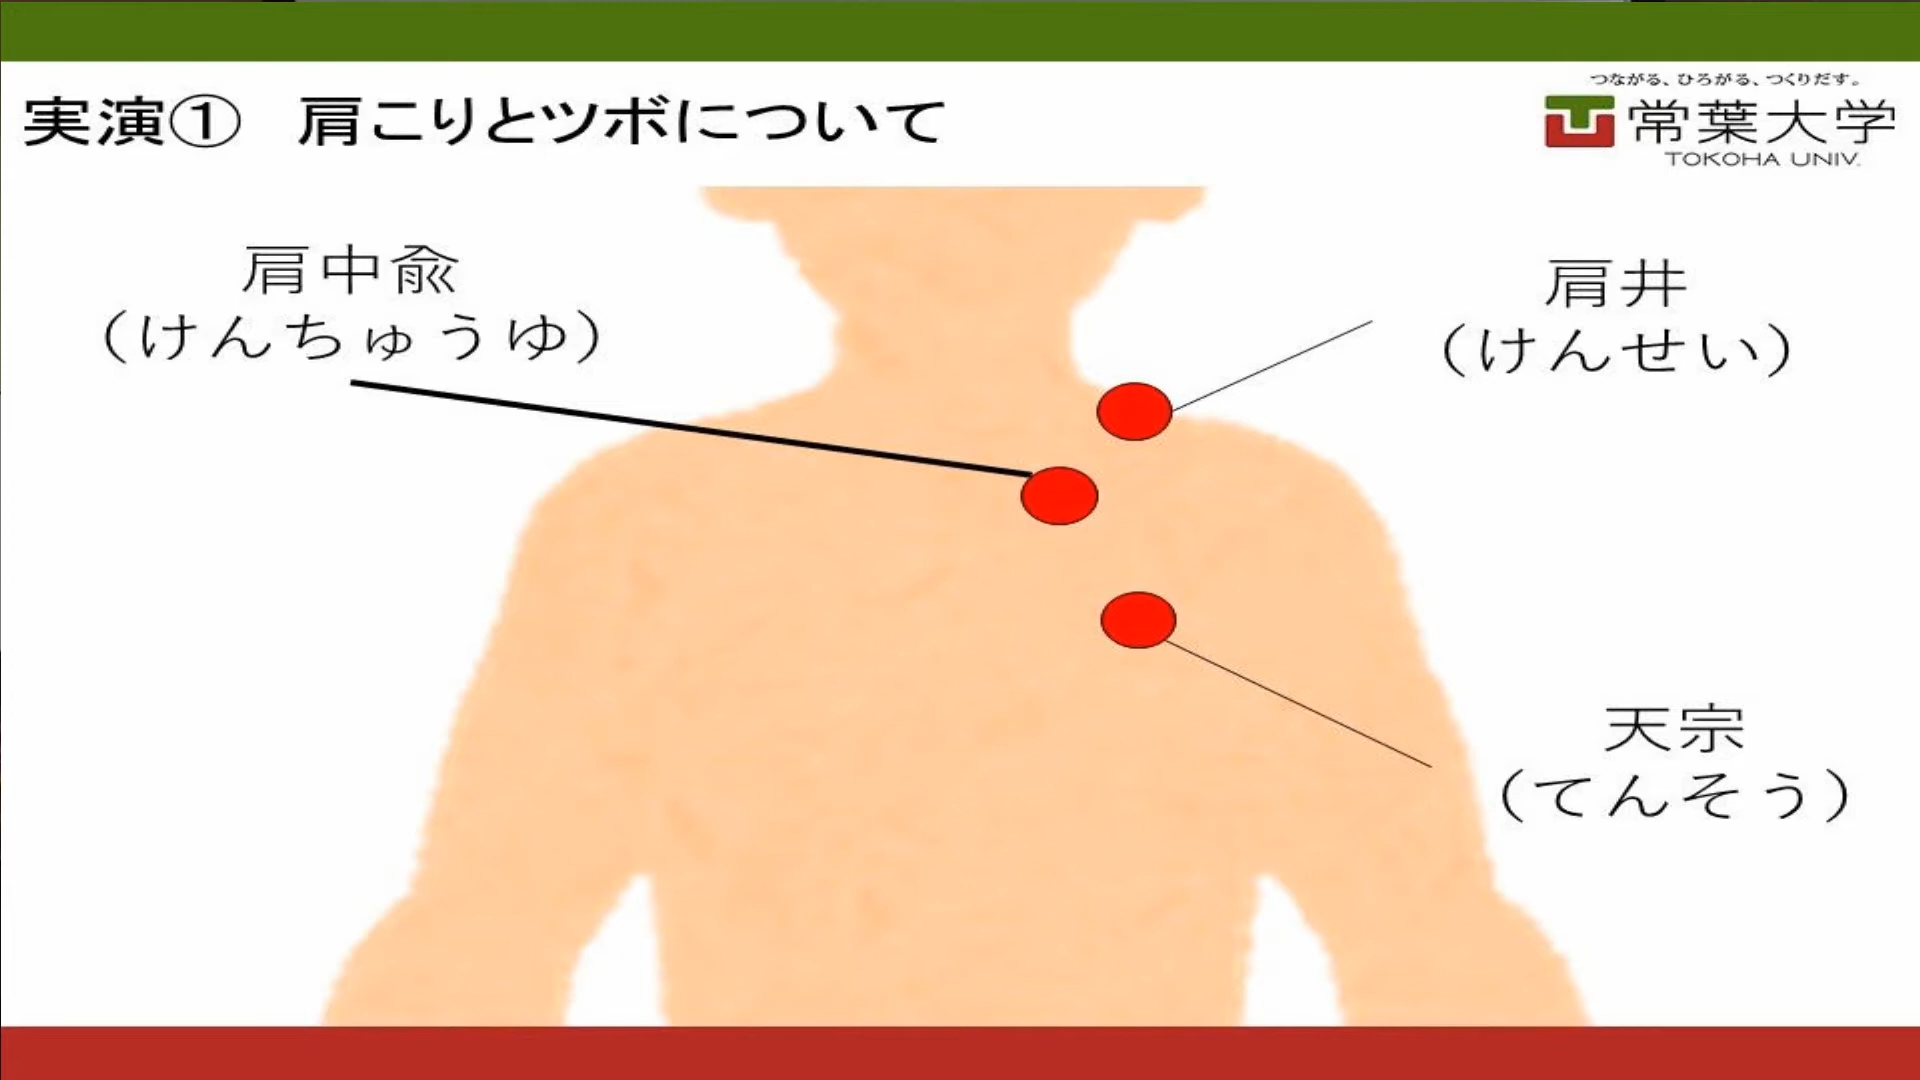 つながる、ひろがる、つくりだす。
常葉大学
TOKOHA UNIV.
実演① 肩こりとツボについて
肩中兪
（けんちゅうゆ）
肩井
（けんせい）
天宗
（てんそう）